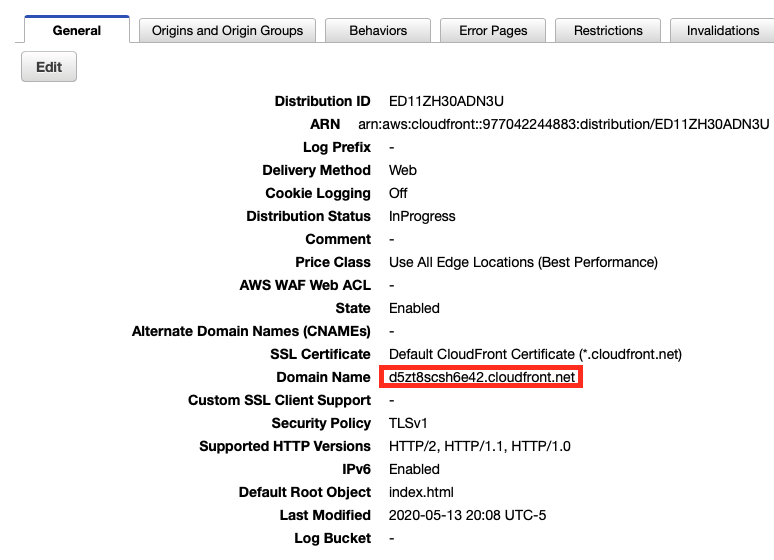 General Origins and Origin Groups Behaviors Error Pages Restrictions Invalidations
Edit
Distribution ID ED11ZH30ADN3U
ARN arn:aws:cloudfront::977042244883:distribution/ED11ZH30ADN3U
Log Prefix -
Delivery Method Web
Cookie Logging Off
Distribution Status InProgress
Comment -
Price Class Use All Edge Locations (Best Performance)
AWS WAF Web ACL -
State Enabled
Alternate Domain Names (CNAMEs) -
SSL Certificate Default CloudFront Certificate (*.cloudfront.net)
Domain Name d5zt8scsh6e42.cloudfront.net
Custom SSL Client Support -
Security Policy TLSv1
Supported HTTP Versions HTTP/2, HTTP/1.1, HTTP/1.0
IPv6 Enabled
Default Root Object index.html
Last Modified 2020-05-13 20:08 UTC-5
Log Bucket -